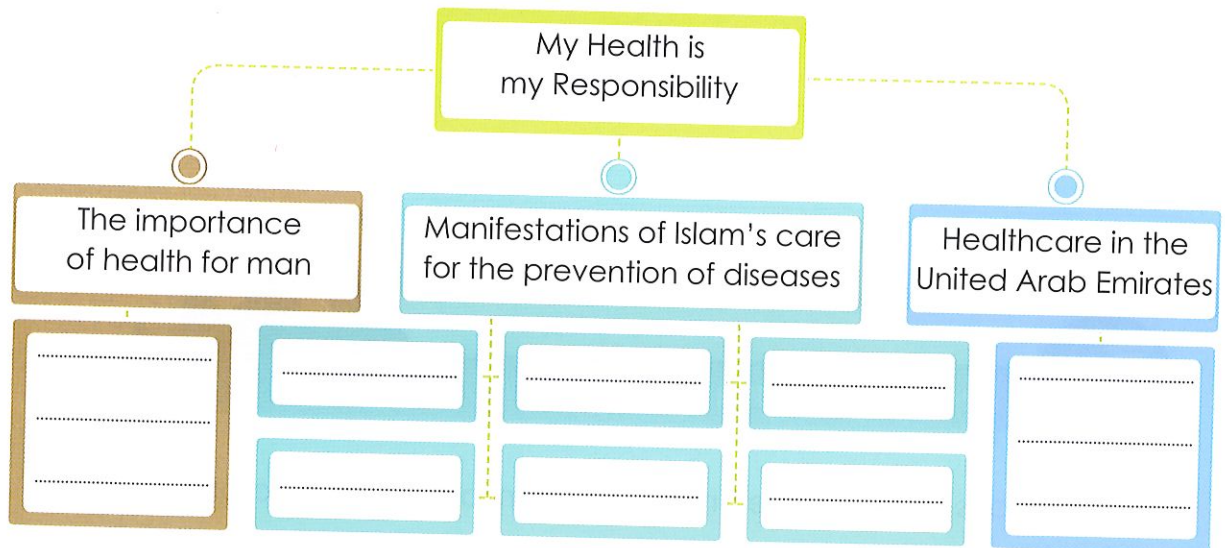 My Health is
my Responsibility
The importance
of health for man
Manifestations of Islam's care
for the prevention of diseases
Healthcare in the
United Arab Emirates